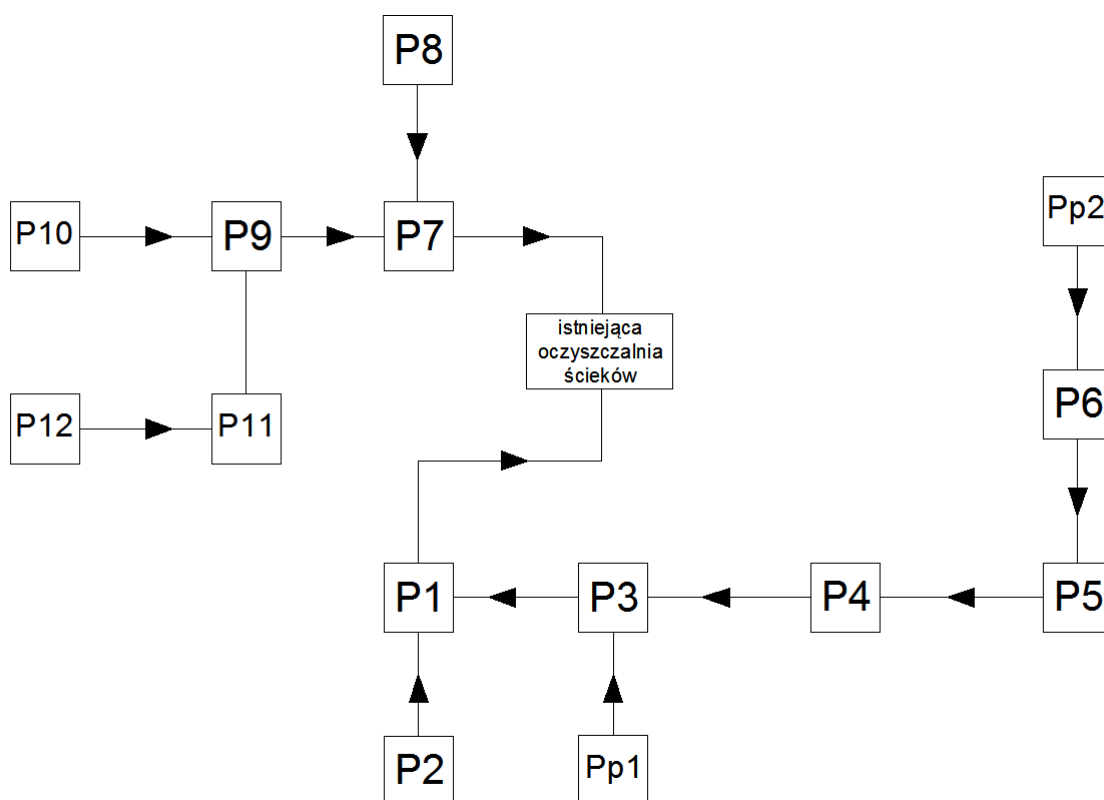 P8
Pp2
P10
P9
P7
istniejąca
oczyszczalnia
ścieków
P6
P12
P11
P1
P3
P4
P5
P2
Pp1